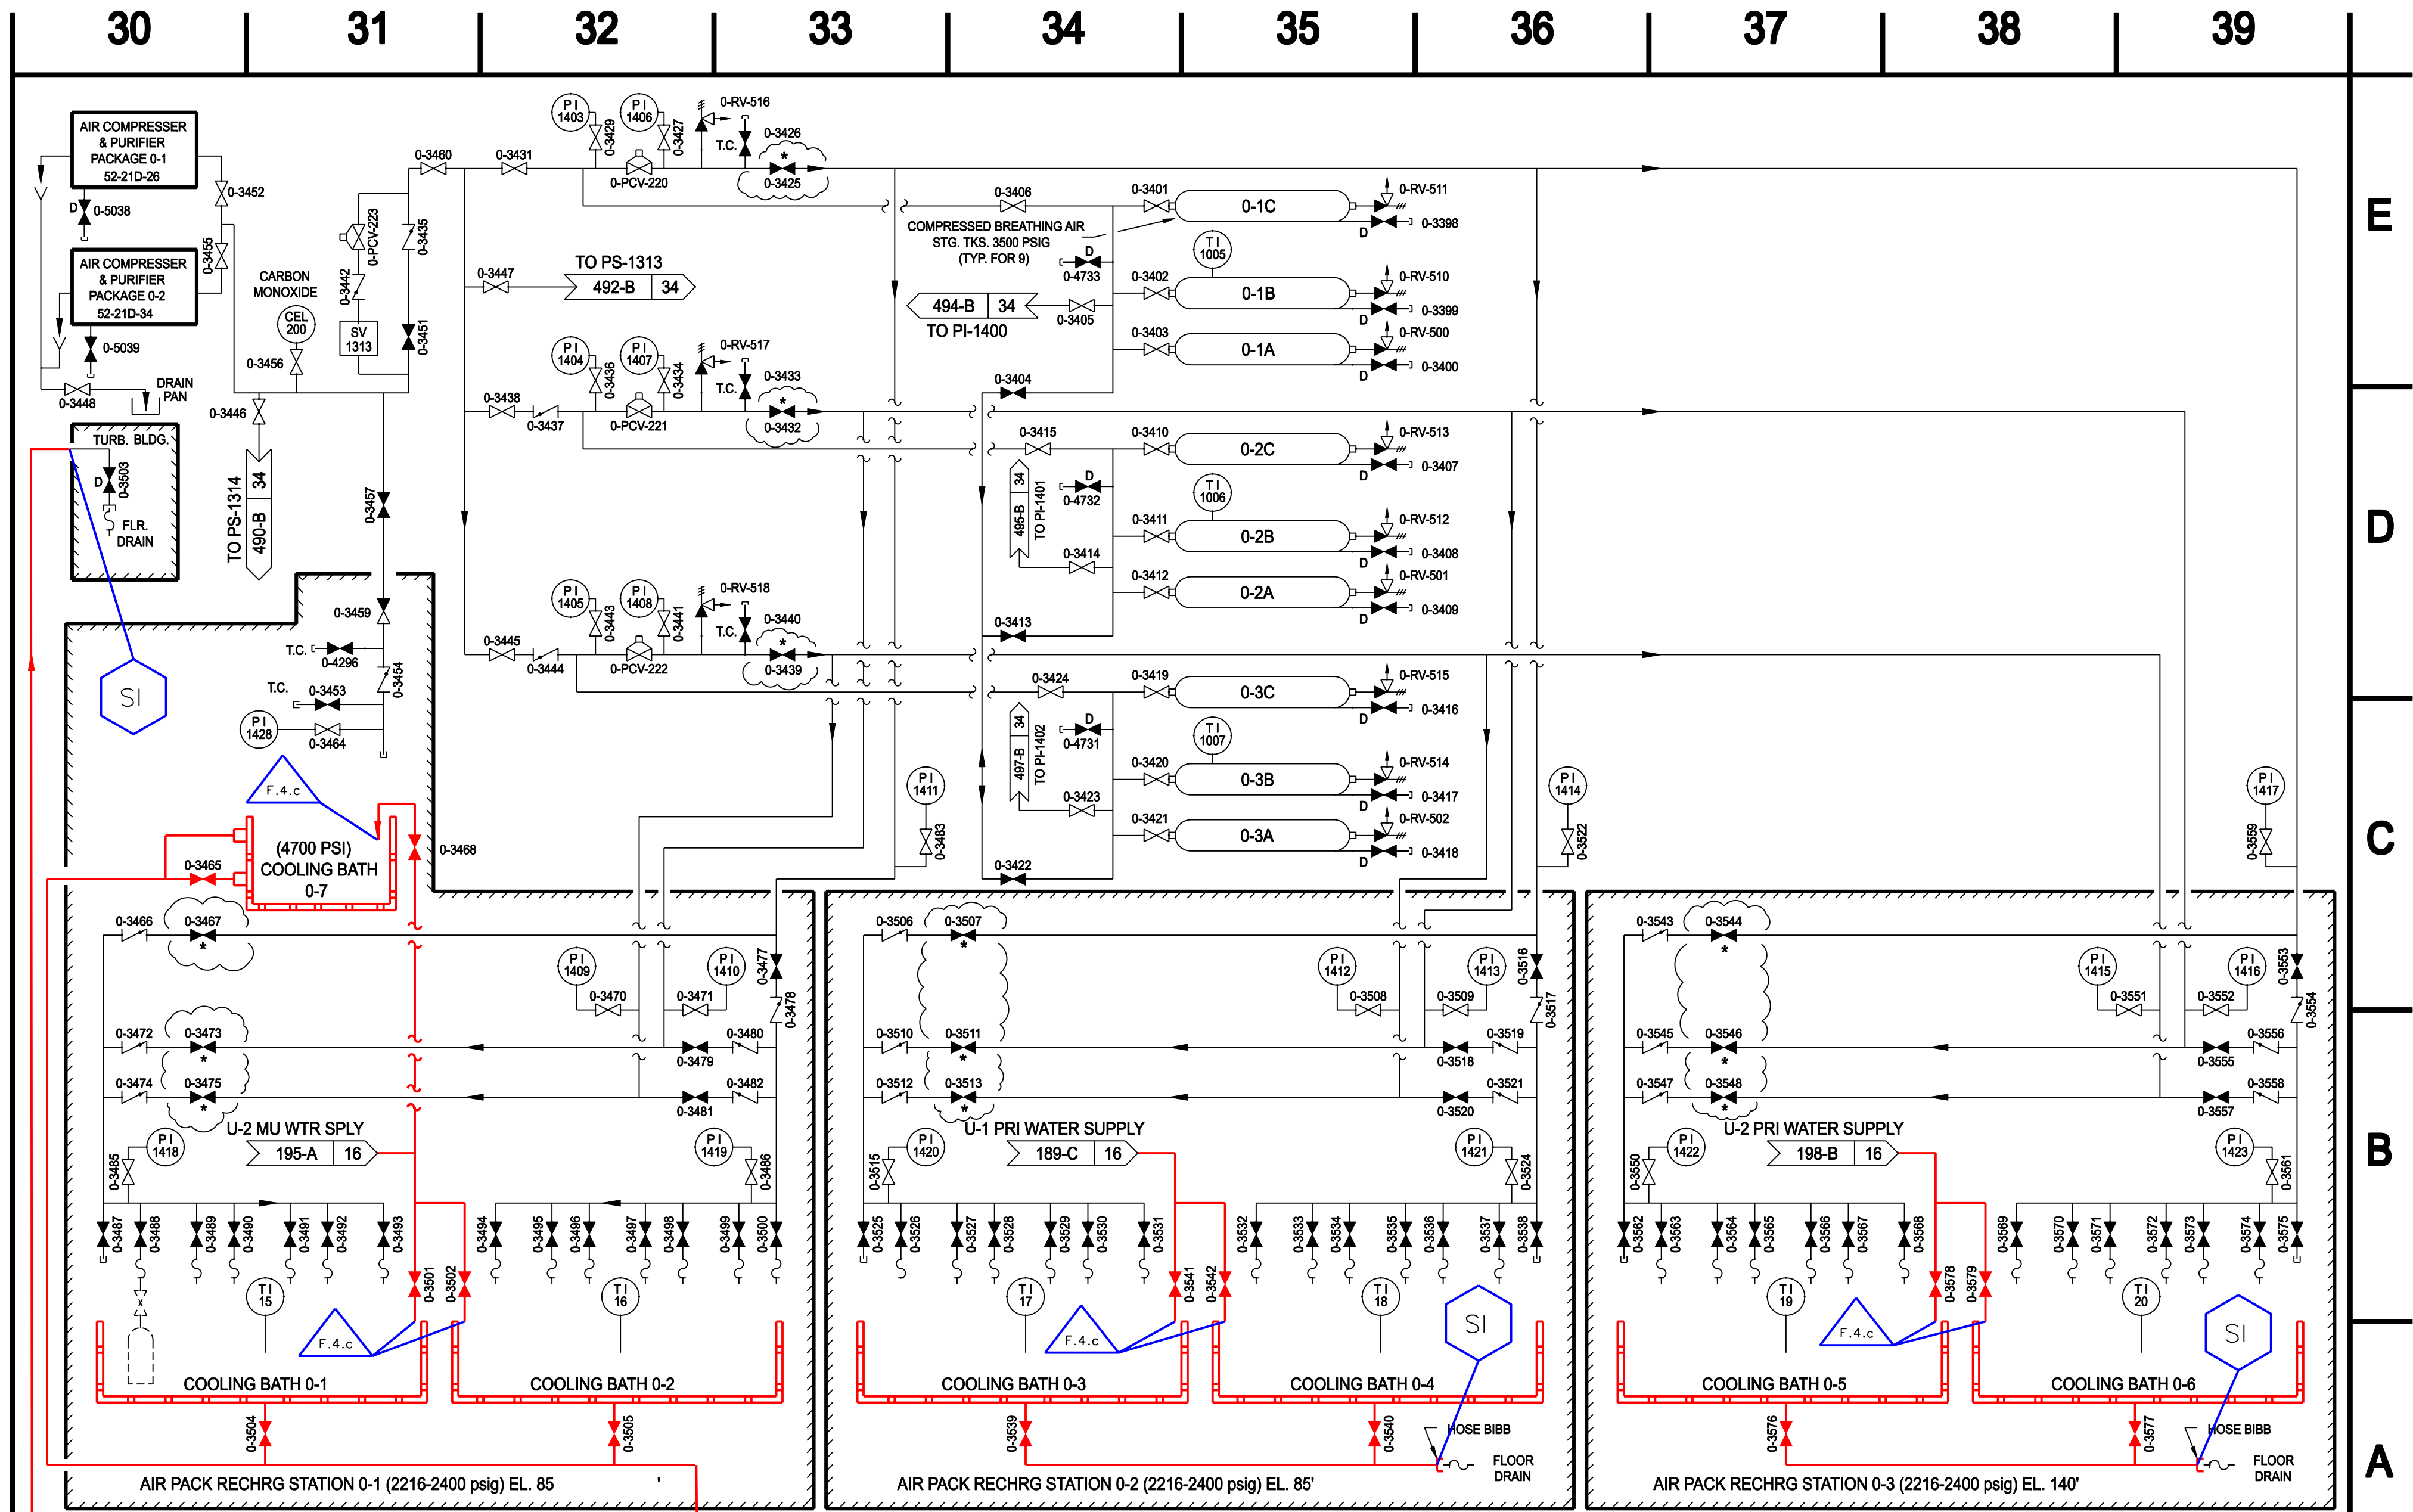 30 31 32 33 34 35 36 37 38 39
E
D
C
B
A
AIR COMPRESSER
& PURIFIER
PACKAGE 0-1
52-21D-26
D
0-5038
0-3452
0-3455
AIR COMPRESSER
& PURIFIER
PACKAGE 0-2
52-21D-34
0-5039
0-3448
DRAIN
PAN
CARBON
MONOXIDE
CEL
200
0-3456
0-PCV-223
0-3442
SV
1313
0-3435
0-3451
0-3460
0-3431
0-3446
TO PS-1314
490-B 34
0-3457
TURB. BLDG.
D
0-3503
FLR.
DRAIN
SI
PI
1403
0-3429
PI
1406
0-3427
0-PCV-220
0-RV-516
T.C.
0-3426
*
0-3425
0-3447
TO PS-1313
492-B 34
PI
1404
0-3436
PI
1407
0-3434
0-3438
0-3437
0-PCV-221
0-RV-517
T.C.
0-3433
*
0-3432
PI
1405
0-3443
PI
1408
0-3441
0-3445
0-3444
0-PCV-222
0-RV-518
T.C.
0-3440
*
0-3439
0-3406
COMPRESSED BREATHING AIR
STG. TKS. 3500 PSIG
(TYP. FOR 9)
D
0-4733
494-B 34
TO PI-1400
0-3405
0-3404
0-3401
0-1C
0-RV-511
D
0-3398
TI
1005
0-3402
0-1B
0-RV-510
D
0-3399
0-3403
0-1A
0-RV-500
D
0-3400
0-3415
D
0-4732
495-B 34
TO PI-1401
0-3414
0-3413
0-3410
0-2C
0-RV-513
D
0-3407
TI
1006
0-3411
0-2B
0-RV-512
D
0-3408
0-3412
0-2A
0-RV-501
D
0-3409
0-3424
D
0-4731
497-B 34
TO PI-1402
0-3423
0-3422
0-3419
0-3C
0-RV-515
D
0-3416
TI
1007
0-3420
0-3B
0-RV-514
D
0-3417
0-3421
0-3A
0-RV-502
D
0-3418
0-3459
T.C.
0-4296
0-3454
T.C.
0-3453
PI
1428
0-3464
F.4.c
(4700 PSI)
COOLING BATH
0-7
0-3465
0-3468
PI
1411
0-3483
PI
1414
0-3522
PI
1417
0-3559
0-3466
0-3467
*
PI
1409
0-3470
PI
1410
0-3471
0-3477
0-3478
0-3472
0-3473
*
0-3479
0-3480
0-3474
0-3475
*
0-3481
0-3482
U-2 MU WTR SPLY
195-A 16
PI
1418
0-3485
PI
1419
0-3486
0-3487
0-3488
0-3489
0-3490
0-3491
0-3492
0-3493
0-3501
0-3502
0-3494
0-3495
0-3496
0-3497
0-3498
0-3499
0-3500
X
TI
15
TI
16
F.4.c
COOLING BATH 0-1
COOLING BATH 0-2
0-3504
0-3505
AIR PACK RECHRG STATION 0-1 (2216-2400 psig) EL. 85 '
0-3506
0-3507
*
PI
1412
0-3508
PI
1413
0-3509
0-3516
0-3517
0-3510
0-3511
*
0-3518
0-3519
0-3512
0-3513
*
0-3520
0-3521
U-1 PRI WATER SUPPLY
189-C 16
PI
1420
0-3515
PI
1421
0-3524
0-3525
0-3526
0-3527
0-3528
0-3529
0-3530
0-3531
0-3541
0-3542
0-3532
0-3533
0-3534
0-3535
0-3536
0-3537
0-3538
TI
17
TI
18
F.4.c
SI
COOLING BATH 0-3
COOLING BATH 0-4
0-3539
0-3540
HOSE BIBB
FLOOR
DRAIN
AIR PACK RECHRG STATION 0-2 (2216-2400 psig) EL. 85'
0-3543
0-3544
*
PI
1415
0-3551
PI
1416
0-3552
0-3553
0-3554
0-3545
0-3546
*
0-3555
0-3556
0-3547
0-3548
*
0-3557
0-3558
U-2 PRI WATER SUPPLY
198-B 16
PI
1422
0-3550
PI
1423
0-3561
0-3562
0-3563
0-3564
0-3565
0-3566
0-3567
0-3568
0-3578
0-3579
0-3569
0-3570
0-3571
0-3572
0-3573
0-3574
0-3575
TI
19
TI
20
F.4.c
SI
COOLING BATH 0-5
COOLING BATH 0-6
0-3576
0-3577
HOSE BIBB
FLOOR
DRAIN
AIR PACK RECHRG STATION 0-3 (2216-2400 psig) EL. 140'